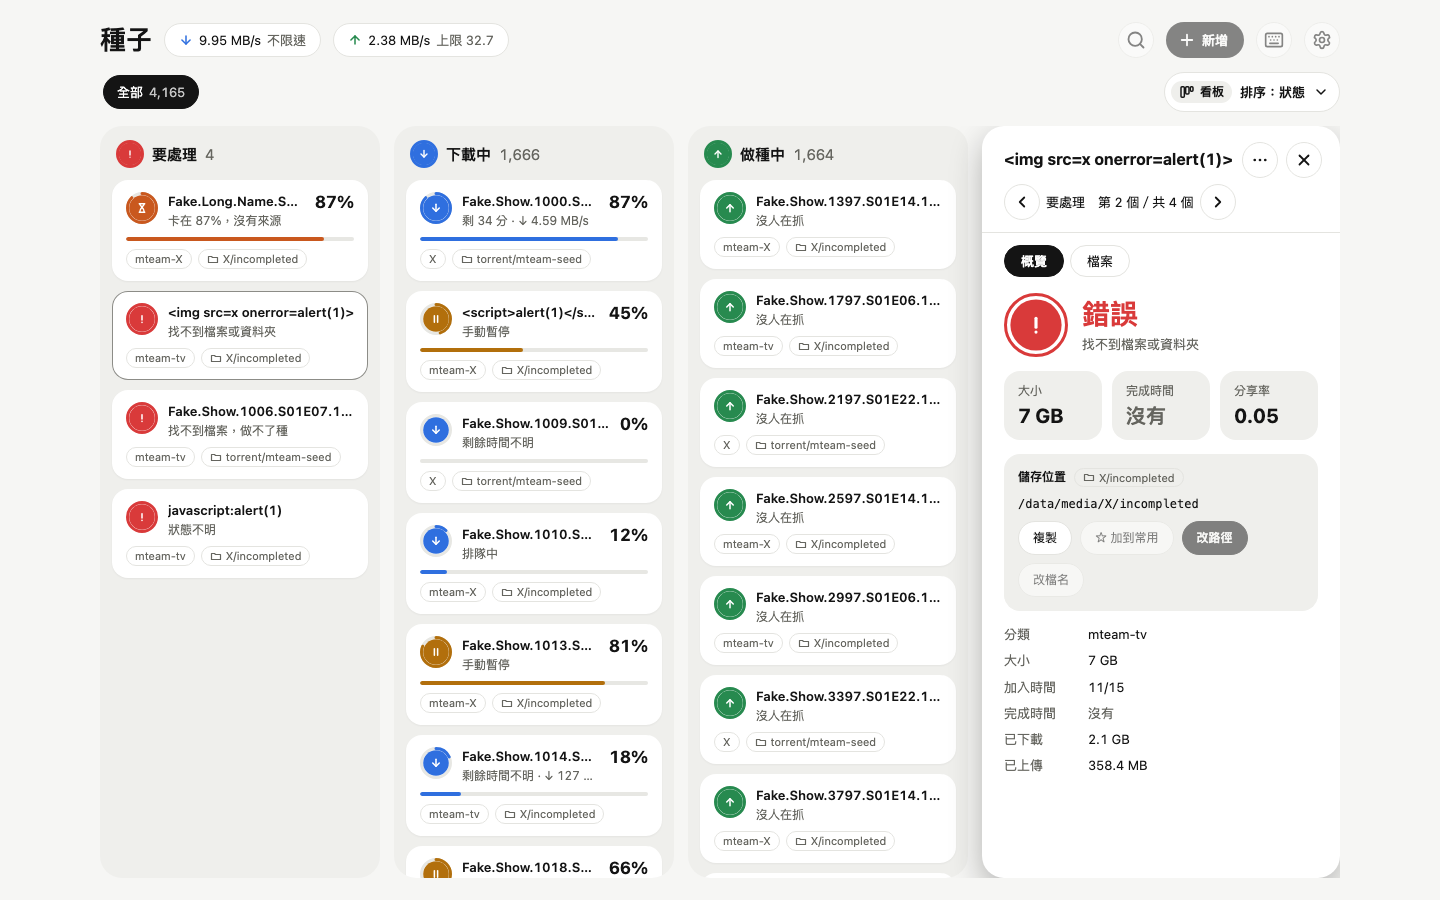 種子
9.95 MB/s 不限速
2.38 MB/s 上限 32.7
新增
全部 4,165
看板 排序：狀態
要處理 4
Fake.Long.Name.S... 87%
卡在 87%，沒有來源
mteam-X X/incompleted
<img src=x onerror=alert(1)>
找不到檔案或資料夾
mteam-tv X/incompleted
Fake.Show.1006.S01E07.1...
找不到檔案，做不了種
mteam-tv torrent/mteam-seed
javascript:alert(1)
狀態不明
mteam-tv X/incompleted
下載中 1,666
Fake.Show.1000.S... 87%
剩 34 分 · ↓ 4.59 MB/s
X torrent/mteam-seed
<script>alert(1)</s... 45%
手動暫停
mteam-X X/incompleted
Fake.Show.1009.S01... 0%
剩餘時間不明
X torrent/mteam-seed
Fake.Show.1010.S... 12%
排隊中
mteam-X X/incompleted
Fake.Show.1013.S... 81%
手動暫停
mteam-X X/incompleted
Fake.Show.1014.S... 18%
剩餘時間不明 · ↓ 127 ...
mteam-tv X/incompleted
Fake.Show.1018.S... 66%
做種中 1,664
Fake.Show.1397.S01E14.1...
沒人在抓
mteam-X X/incompleted
Fake.Show.1797.S01E06.1...
沒人在抓
mteam-tv X/incompleted
Fake.Show.2197.S01E22.1...
沒人在抓
X torrent/mteam-seed
Fake.Show.2597.S01E14.1...
沒人在抓
mteam-X X/incompleted
Fake.Show.2997.S01E06.1...
沒人在抓
mteam-tv X/incompleted
Fake.Show.3397.S01E22.1...
沒人在抓
X torrent/mteam-seed
Fake.Show.3797.S01E14.1...
沒人在抓
mteam-X X/incompleted
<img src=x onerror=alert(1)>
要處理 第 2 個 / 共 4 個
概覽 檔案
錯誤
找不到檔案或資料夾
大小
7 GB
完成時間
沒有
分享率
0.05
儲存位置 X/incompleted
/data/media/X/incompleted
複製 加到常用 改路徑
改檔名
分類 mteam-tv
大小 7 GB
加入時間 11/15
完成時間 沒有
已下載 2.1 GB
已上傳 358.4 MB